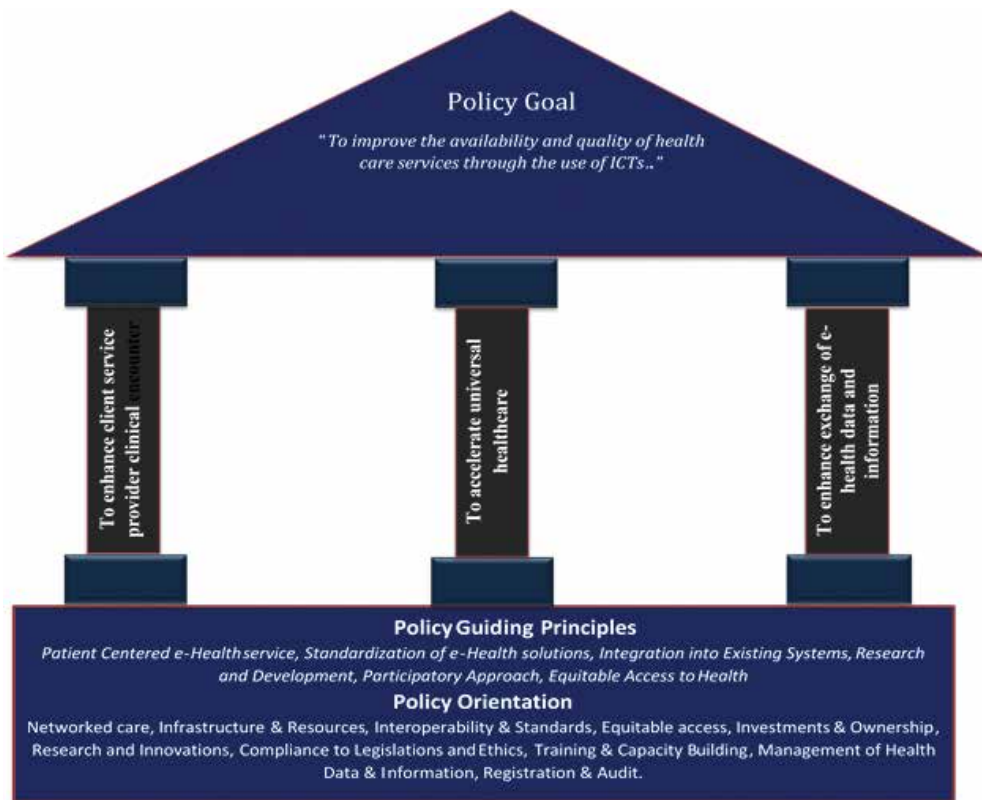 Policy Goal
"To improve the availability and quality of health
care services through the use of ICTs.."
To enhance client service
provider clinical encounter
To accelerate universal
healthcare
To enhance exchange of e-
health data and
information
Policy Guiding Principles
Patient Centered e-Health service, Standardization of e-Health solutions, Integration into Existing Systems, Research
and Development, Participatory Approach, Equitable Access to Health
Policy Orientation
Networked care, Infrastructure & Resources, Interoperability & Standards, Equitable access, Investments & Ownership,
Research and Innovations, Compliance to Legislations and Ethics, Training & Capacity Building, Management of Health
Data & Information, Registration & Audit.